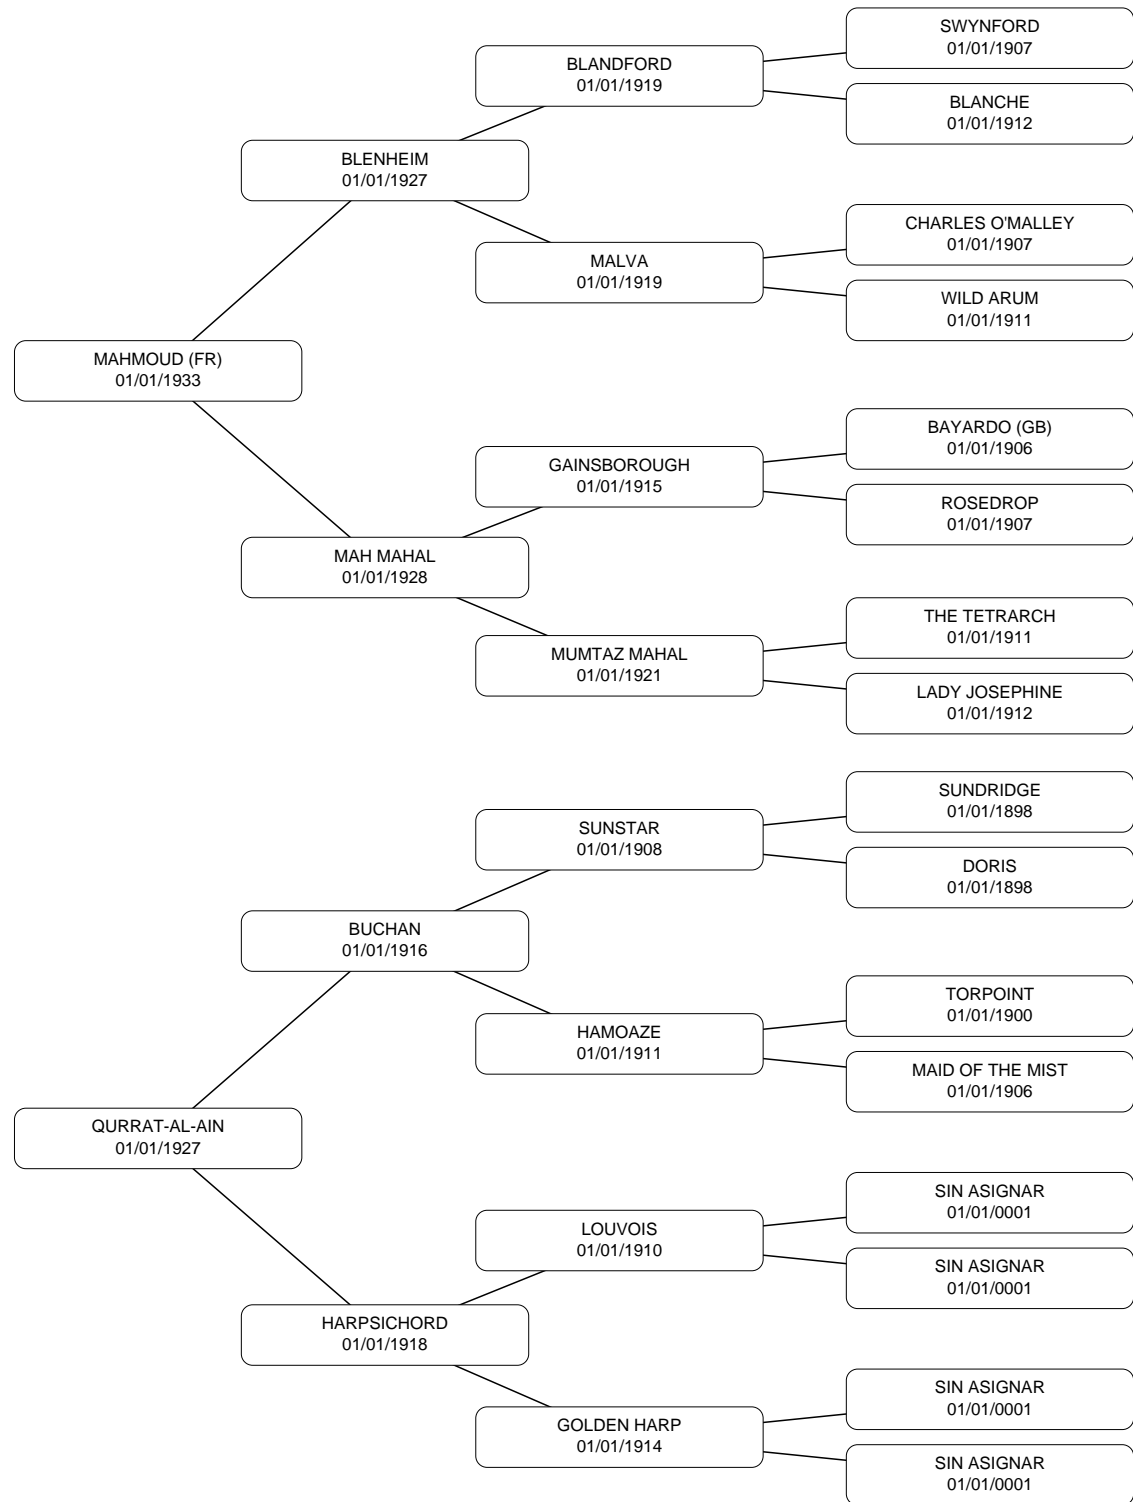 SWYNFORD
01/01/1907
BLANDFORD
01/01/1919
BLANCHE
01/01/1912
BLENHEIM
01/01/1927
CHARLES O'MALLEY
01/01/1907
MALVA
01/01/1919
WILD ARUM
01/01/1911
MAHMOUD (FR)
01/01/1933
BAYARDO (GB)
01/01/1906
GAINSBOROUGH
01/01/1915
ROSEDROP
01/01/1907
MAH MAHAL
01/01/1928
THE TETRARCH
01/01/1911
MUMTAZ MAHAL
01/01/1921
LADY JOSEPHINE
01/01/1912
SUNDRIDGE
01/01/1898
SUNSTAR
01/01/1908
DORIS
01/01/1898
BUCHAN
01/01/1916
TORPOINT
01/01/1900
HAMOAZE
01/01/1911
MAID OF THE MIST
01/01/1906
QURRAT-AL-AIN
01/01/1927
SIN ASIGNAR
01/01/0001
LOUVOIS
01/01/1910
SIN ASIGNAR
01/01/0001
HARPSICHORD
01/01/1918
SIN ASIGNAR
01/01/0001
GOLDEN HARP
01/01/1914
SIN ASIGNAR
01/01/0001